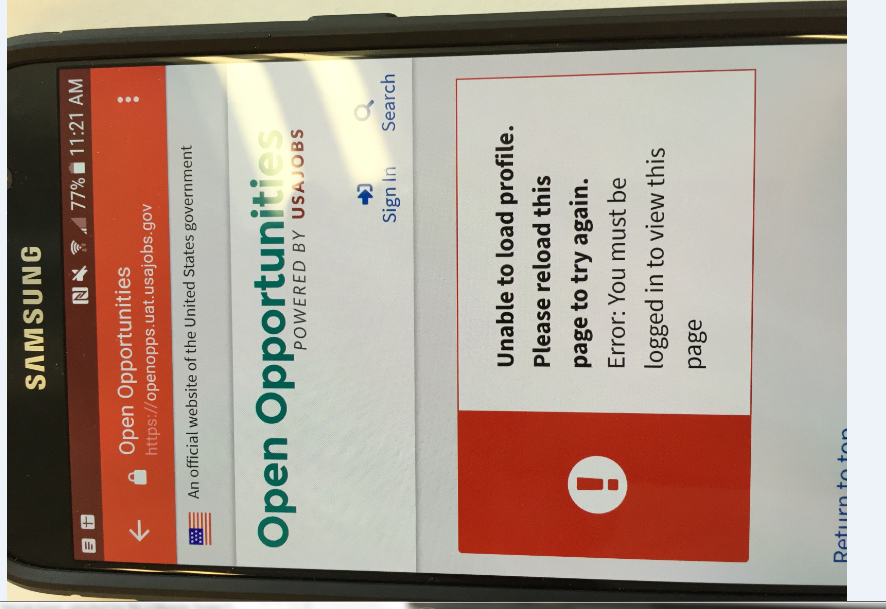 SAMSUNG
77% 11:21 AM
Open Opportunities
https://openopps.uat.usajobs.gov
An official website of the United States government
Open Opportunities
POWERED BY USAJOBS
Sign In Search
Unable to load profile.
Please reload this
page to try again.
Error: You must be
logged in to view this
page
Return to top